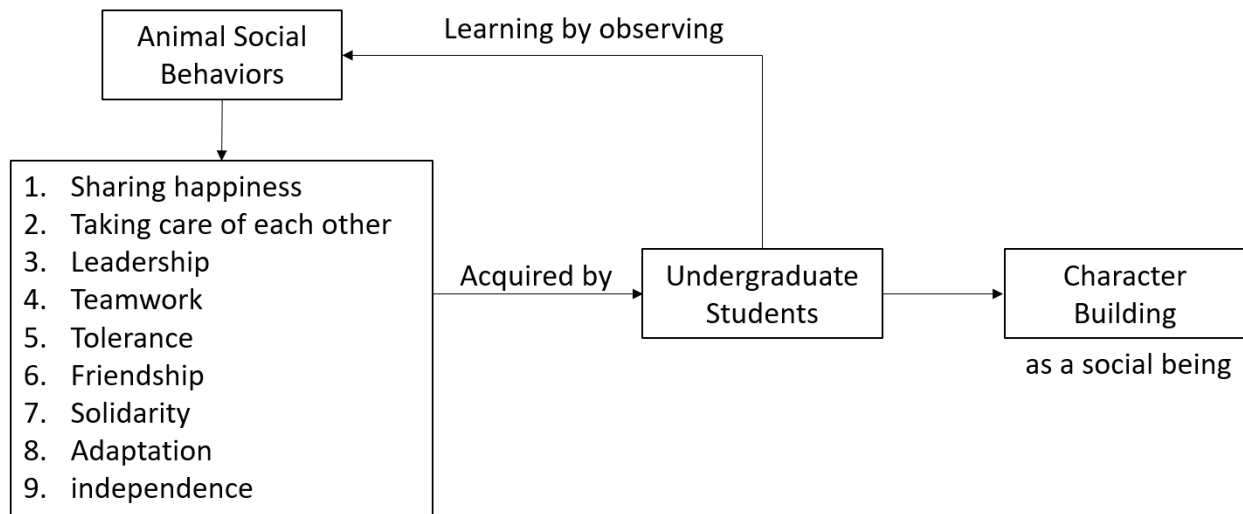 Animal Social
Behaviors
Learning by observing
1. Sharing happiness
2. Taking care of each other
3. Leadership
4. Teamwork
5. Tolerance
6. Friendship
7. Solidarity
8. Adaptation
9. independence
Acquired by
Undergraduate
Students
Character
Building
as a social being